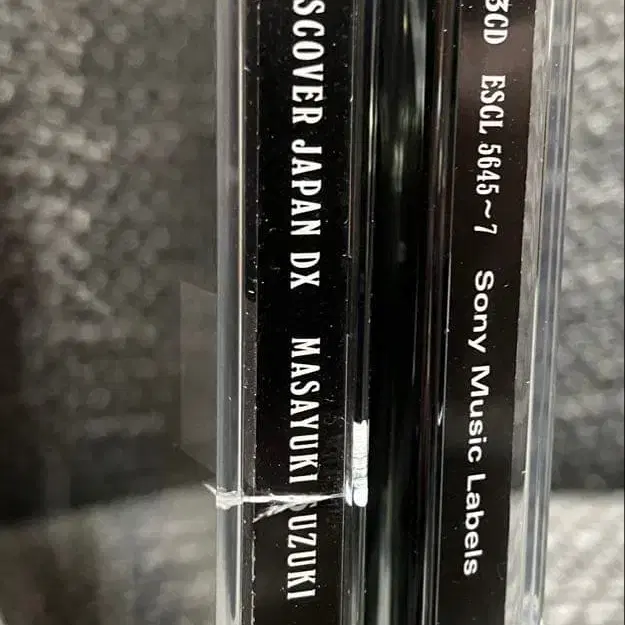 SCOVER JAPAN DX MASAYUKI SUZUKI
3CD ESCL 5645~7 Sony Music Labels